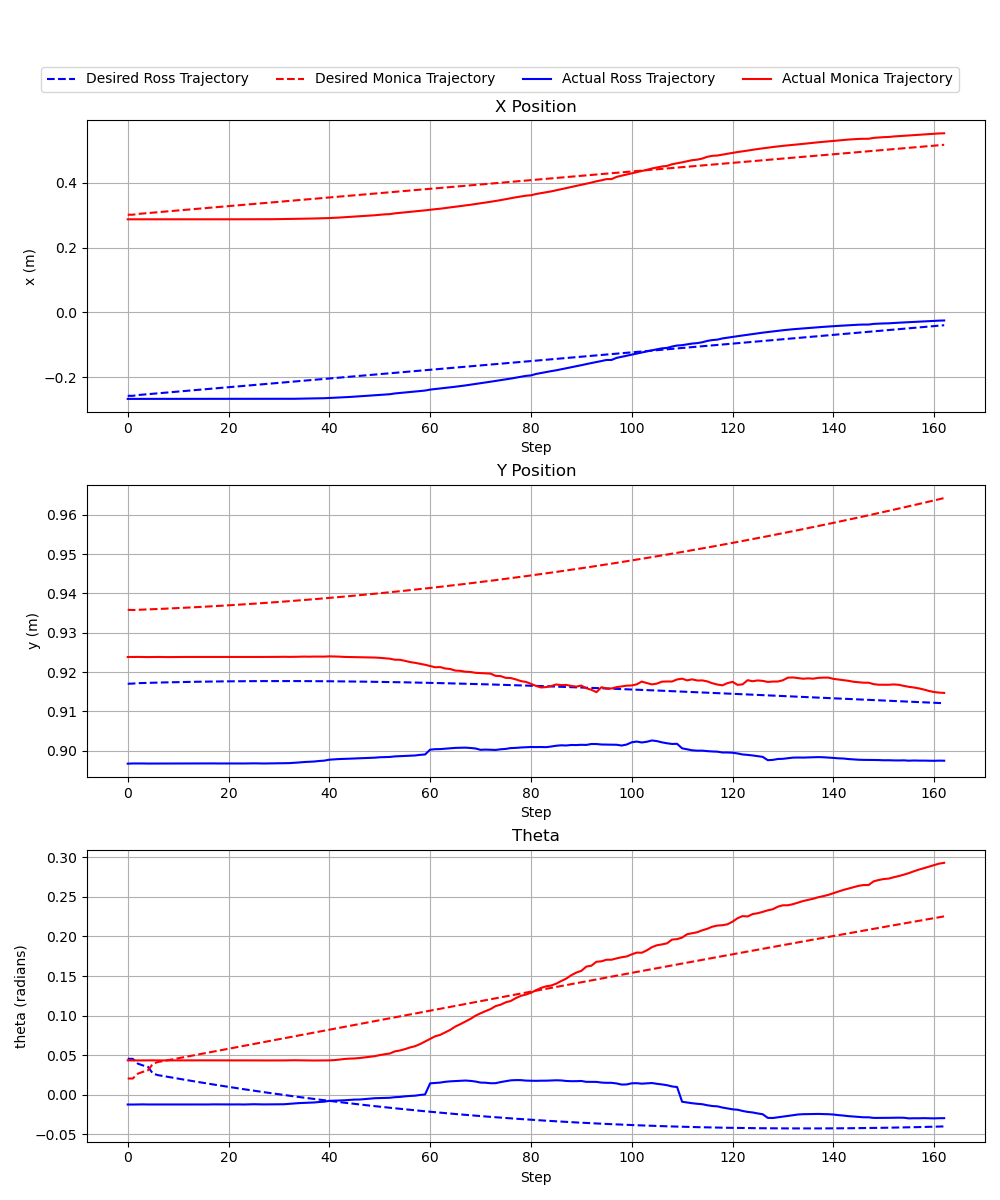 Desired Ross Trajectory Desired Monica Trajectory Actual Ross Trajectory Actual Monica Trajectory
X Position
0.4
0.2
0.0
−0.2
x (m)
0 20 40 60 80 100 120 140 160
Step
Y Position
0.96
0.95
0.94
0.93
0.92
0.91
0.90
y (m)
0 20 40 60 80 100 120 140 160
Step
Theta
0.30
0.25
0.20
0.15
0.10
0.05
0.00
−0.05
theta (radians)
0 20 40 60 80 100 120 140 160
Step